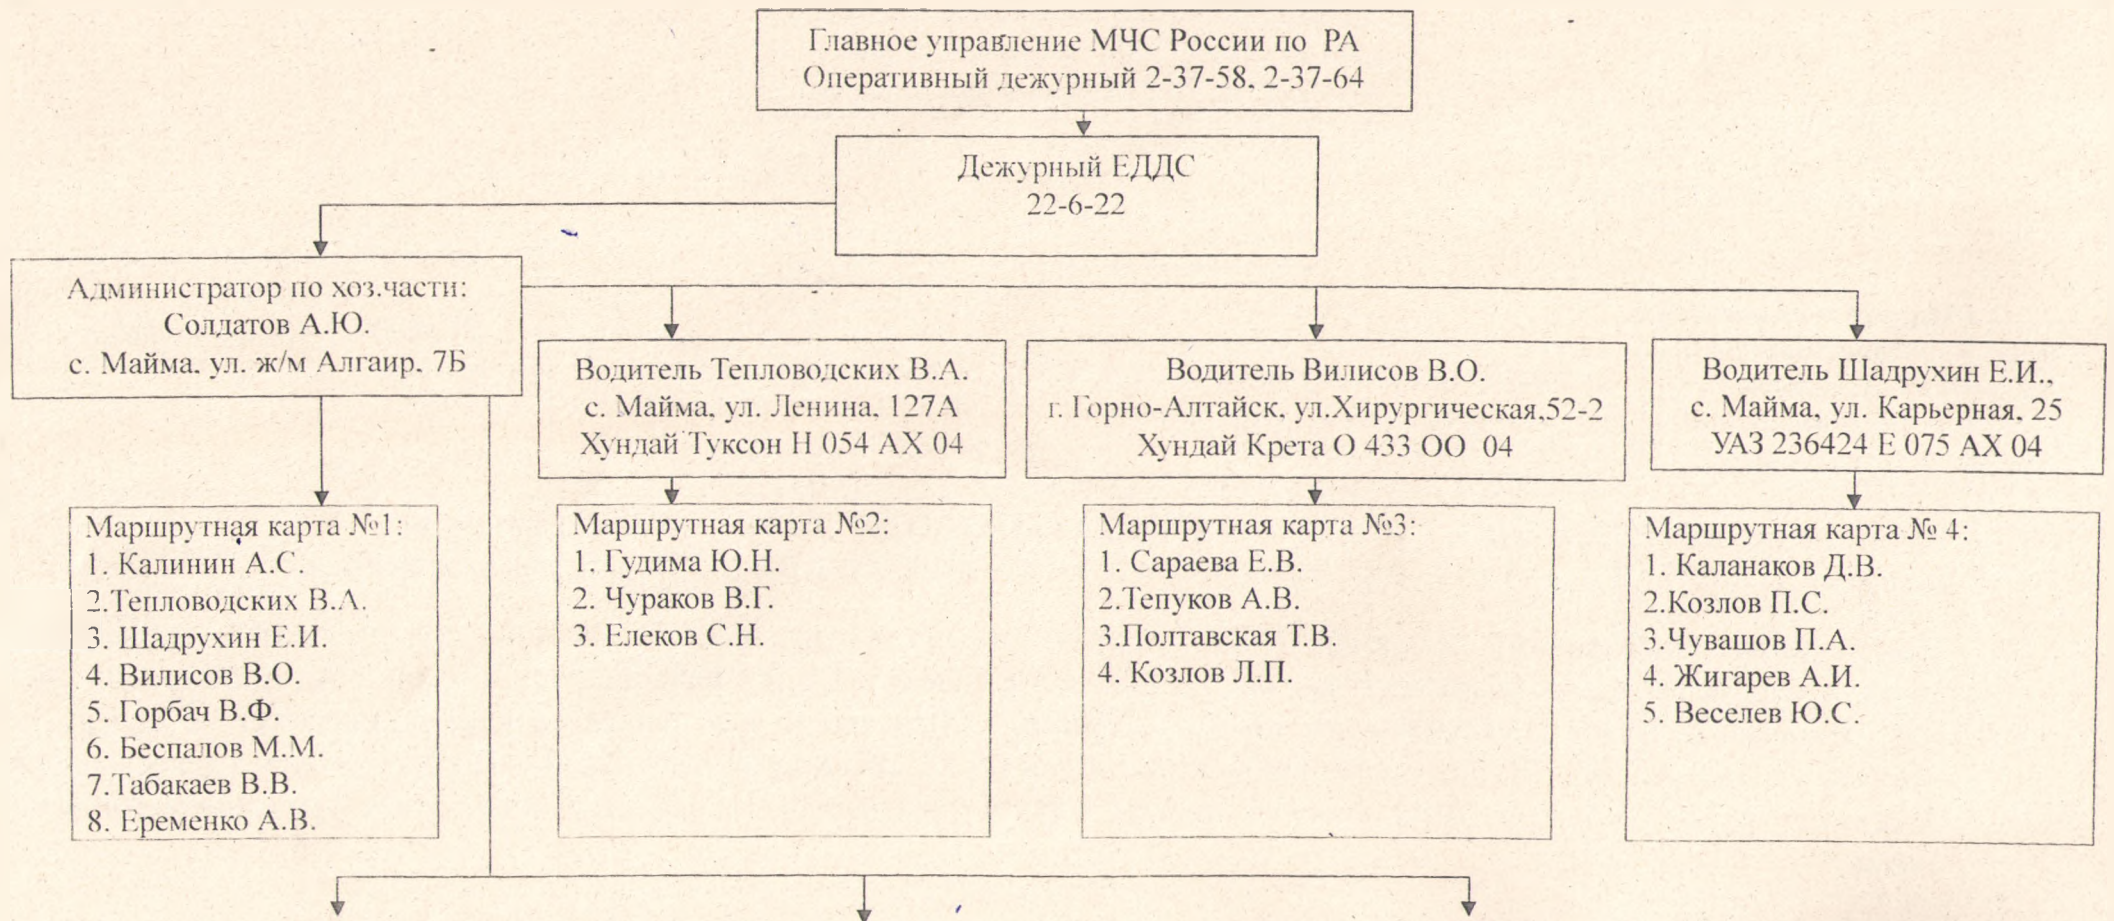 Главное управление МЧС России по РА
Оперативный дежурный 2-37-58, 2-37-64
Дежурный ЕДДС
22-6-22
Администратор по хоз.части:
Солдатов А.Ю.
с. Майма, ул. ж/м Алгаир, 7Б
Водитель Тепловодских В.А.
с. Майма, ул. Ленина, 127А
Хундай Туксон Н 054 АХ 04
Водитель Вилисов В.О.
г. Горно-Алтайск, ул.Хирургическая,52-2
Хундай Крета О 433 ОО 04
Водитель Шадрухин Е.И.,
с. Майма, ул. Карьерная, 25
УАЗ 236424 Е 075 АХ 04
Маршрутная карта №1:
1. Калинин А.С.
2.Тепловодских В.А.
3. Шадрухин Е.И.
4. Вилисов В.О.
5. Горбач В.Ф.
6. Беспалов М.М.
7.Табакаев В.В.
8. Еременко А.В.
Маршрутная карта №2:
1. Гудима Ю.Н.
2. Чураков В.Г.
3. Елеков С.Н.
Маршрутная карта №3:
1. Сараева Е.В.
2.Тепуков А.В.
3.Полтавская Т.В.
4. Козлов Л.П.
Маршрутная карта № 4:
1. Каланаков Д.В.
2.Козлов П.С.
3.Чувашов П.А.
4. Жигарев А.И.
5. Веселев Ю.С.